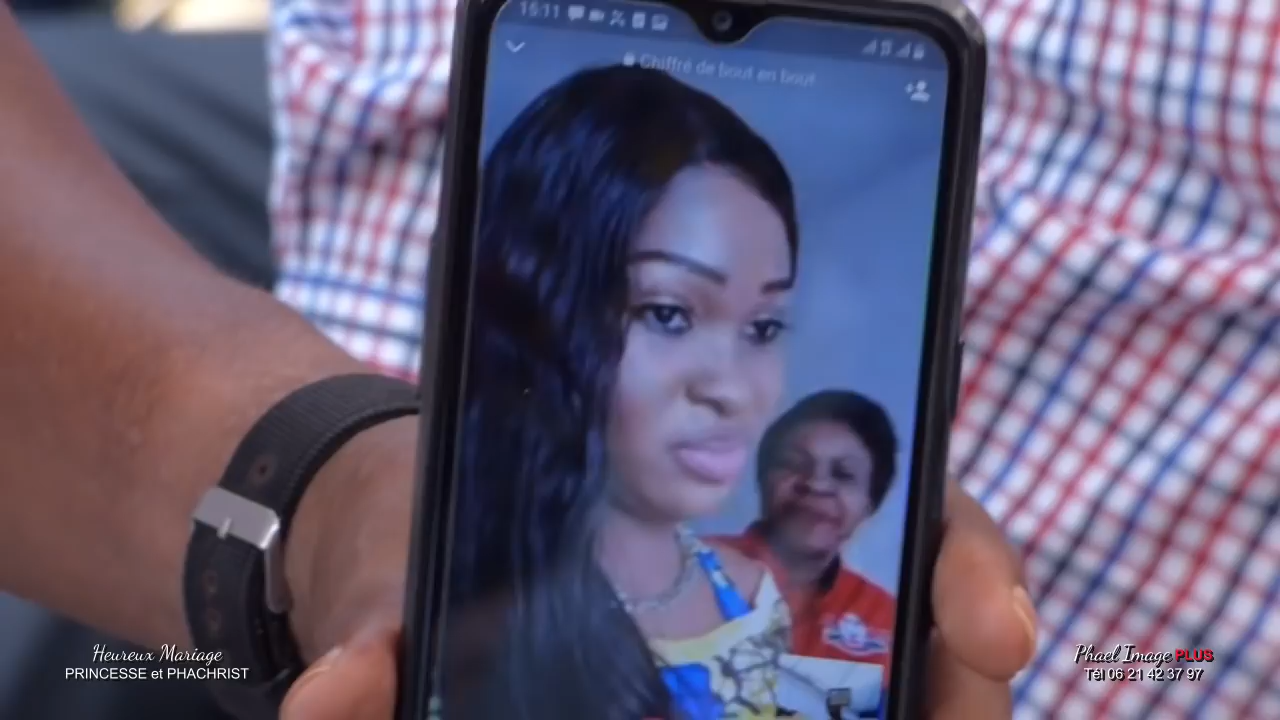 15:11
Chiffré de bout en bout
Heureux Mariage
PRINCESSE et PHACHRIST
Phael Image PLUS
Tél 06 21 42 37 97